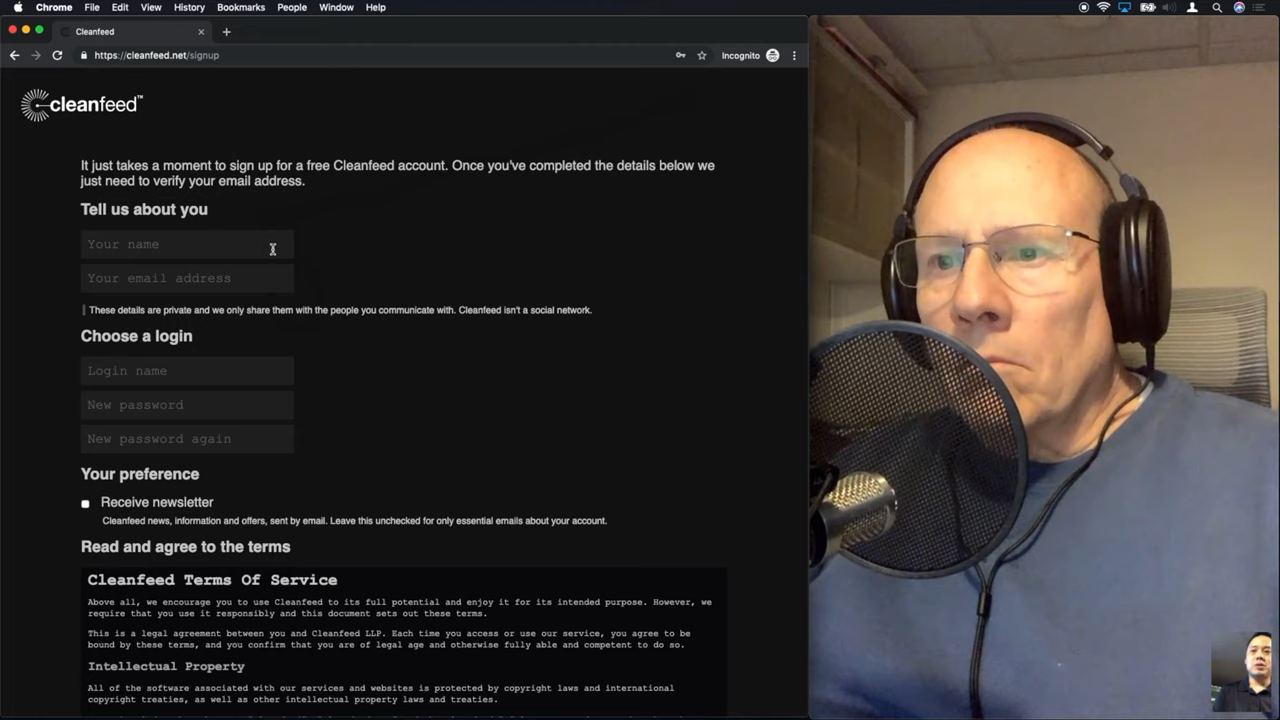 Chrome File Edit View History Bookmarks People Window Help
Cleanfeed
https://cleanfeed.net/signup
Incognito
cleanfeed™
It just takes a moment to sign up for a free Cleanfeed account. Once you've completed the details below we
just need to verify your email address.
Tell us about you
Your name
Your email address
These details are private and we only share them with the people you communicate with. Cleanfeed isn't a social network.
Choose a login
Login name
New password
New password again
Your preference
Receive newsletter
Cleanfeed news, information and offers, sent by email. Leave this unchecked for only essential emails about your account.
Read and agree to the terms
Cleanfeed Terms Of Service
Above all, we encourage you to use Cleanfeed to its full potential and enjoy it for its intended purpose. However, we
require that you use it responsibly and this document sets out these terms.
This is a legal agreement between you and Cleanfeed LLP. Each time you access or use our service, you agree to be
bound by these terms, and you confirm that you are of legal age and otherwise fully able and competent to do so.
Intellectual Property
All of the software associated with our services and websites is protected by copyright laws and international
copyright treaties, as well as other intellectual property laws and treaties.